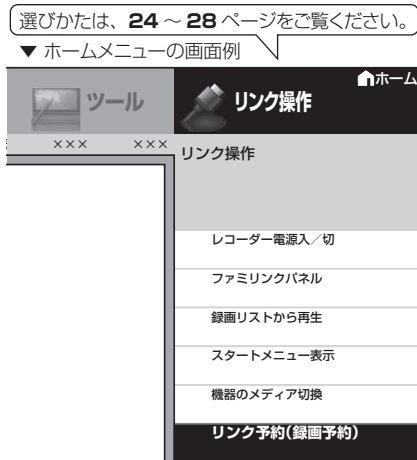 選びかたは、24～28ページをご覧ください。
▼ ホームメニューの画面例
ホーム
ツール
リンク操作
××× ×××
リンク操作
レコーダー電源入／切
ファミリンクパネル
録画リストから再生
スタートメニュー表示
機器のメディア切換
リンク予約(録画予約)